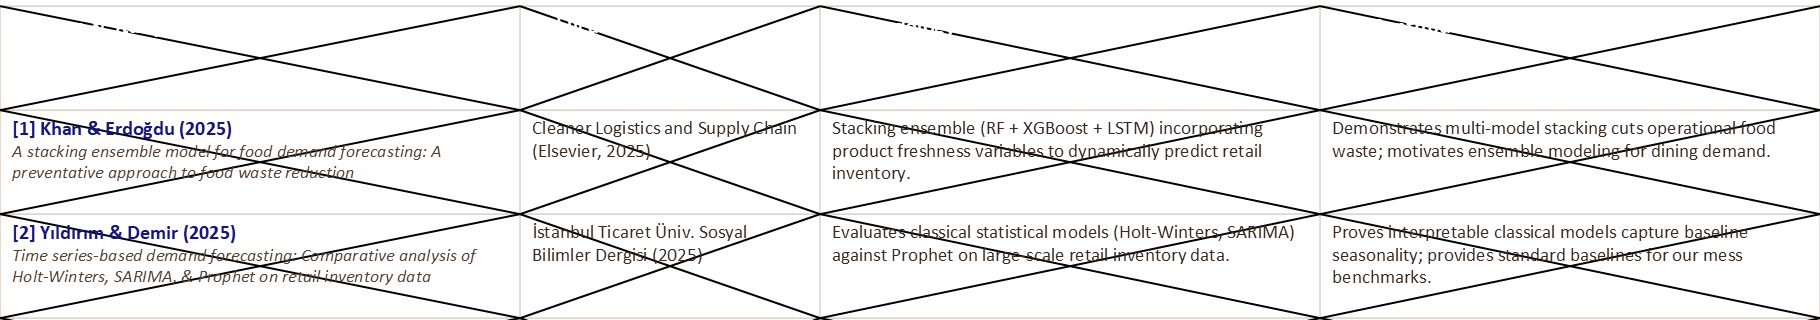 [1] Khan & Erdoğdu (2025)
A stacking ensemble model for food demand forecasting: A
preventative approach to food waste reduction
Cleaner Logistics and Supply Chain
(Elsevier, 2025)
Stacking ensemble (RF + XGBoost + LSTM) incorporating
product freshness variables to dynamically predict retail
inventory.
Demonstrates multi-model stacking cuts operational food
waste; motivates ensemble modeling for dining demand.
[2] Yıldırım & Demir (2025)
Time series-based demand forecasting: Comparative analysis of
Holt-Winters, SARIMA, & Prophet on retail inventory data
İstanbul Ticaret Üniv. Sosyal
Bilimler Dergisi (2025)
Evaluates classical statistical models (Holt-Winters, SARIMA)
against Prophet on large-scale retail inventory data.
Proves interpretable classical models capture baseline
seasonality; provides standard baselines for our mess
benchmarks.